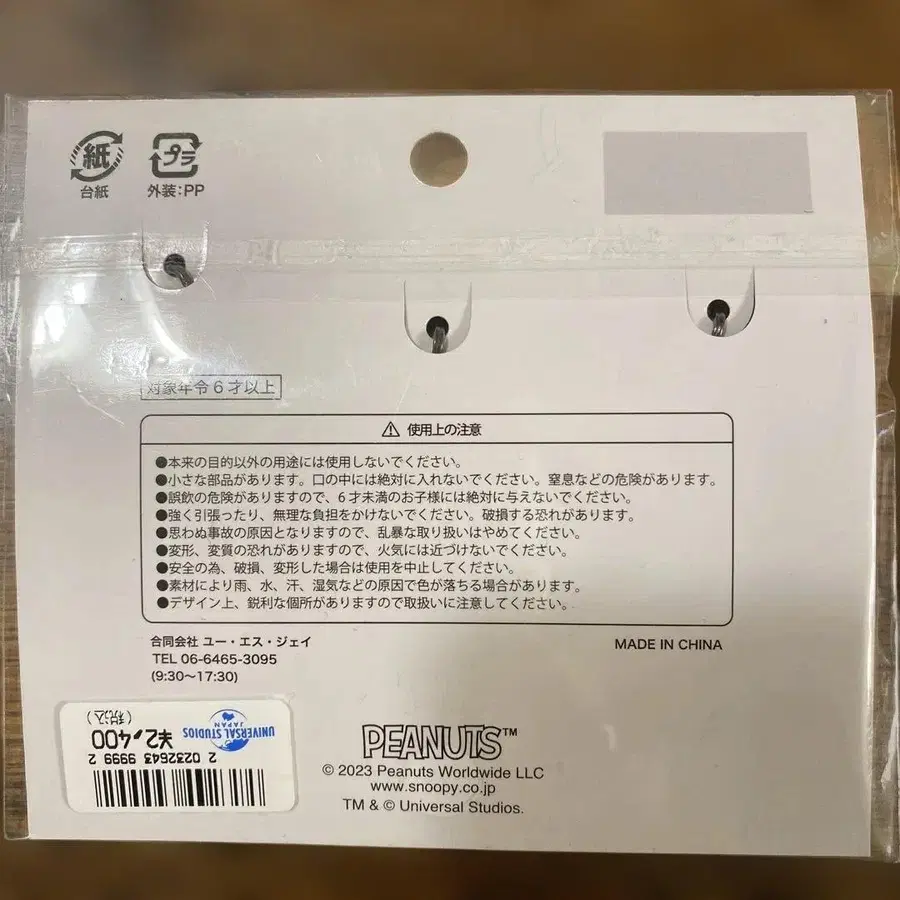 紙
プラ
台紙
外装:PP
対象年令6才以上
⚠ 使用上の注意
●本来の目的以外の用途には使用しないでください。
●小さな部品があります。口の中には絶対に入れないでください。窒息などの危険があります。
●誤飲の危険がありますので、6才未満のお子様には絶対に与えないでください。
●強く引張ったり、無理な負担をかけないでください。破損する恐れがあります。
●思わぬ事故の原因となりますので、乱暴な取り扱いはやめてください。
●変形、変質の恐れがありますので、火気には近づけないでください。
●安全の為、破損、変形した場合は使用を中止してください。
●素材により雨、水、汗、湿気などの原因で色が落ちる場合があります。
●デザイン上、鋭利な個所がありますので取扱いに注意してください。
合同会社 ユー・エス・ジェイ
TEL 06-6465-3095
(9:30〜17:30)
MADE IN CHINA
UNIVERSAL STUDIOS
JAPAN
¥2,400
(税込)
2 0232643 9999 2
PEANUTS™
© 2023 Peanuts Worldwide LLC
www.snoopy.co.jp
TM & © Universal Studios.